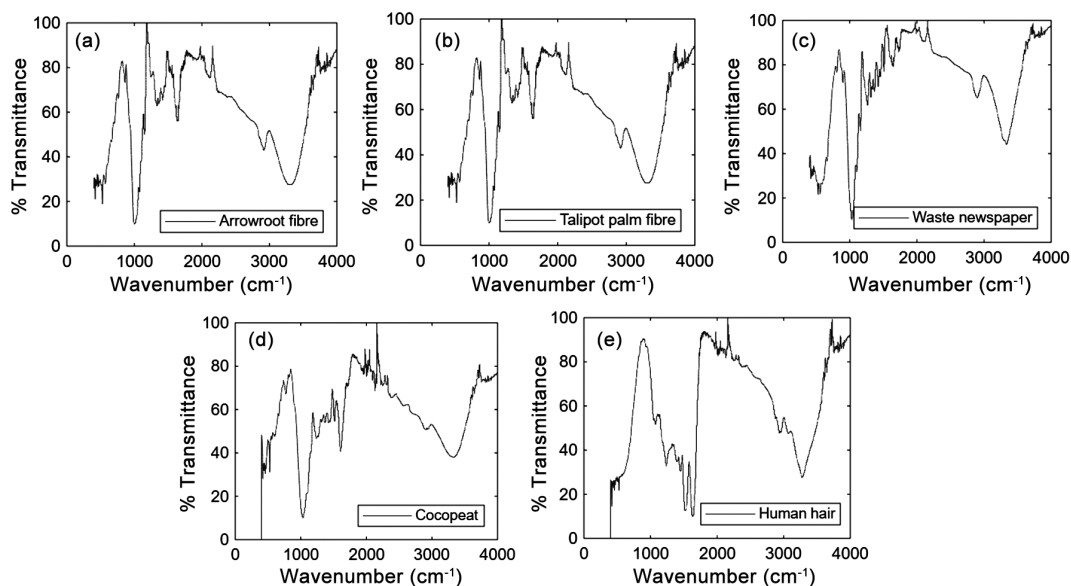 (a)
% Transmittance
100
80
60
40
20
0
Arrowroot fibre
0 1000 2000 3000 4000
Wavenumber (cm⁻¹)
(b)
% Transmittance
100
80
60
40
20
0
Talipot palm fibre
0 1000 2000 3000 4000
Wavenumber (cm⁻¹)
(c)
% Transmittance
100
80
60
40
20
0
Waste newspaper
0 1000 2000 3000 4000
Wavenumber (cm⁻¹)
(d)
% Transmittance
100
80
60
40
20
0
Cocopeat
0 1000 2000 3000 4000
Wavenumber (cm⁻¹)
(e)
% Transmittance
100
80
60
40
20
0
Human hair
0 1000 2000 3000 4000
Wavenumber (cm⁻¹)